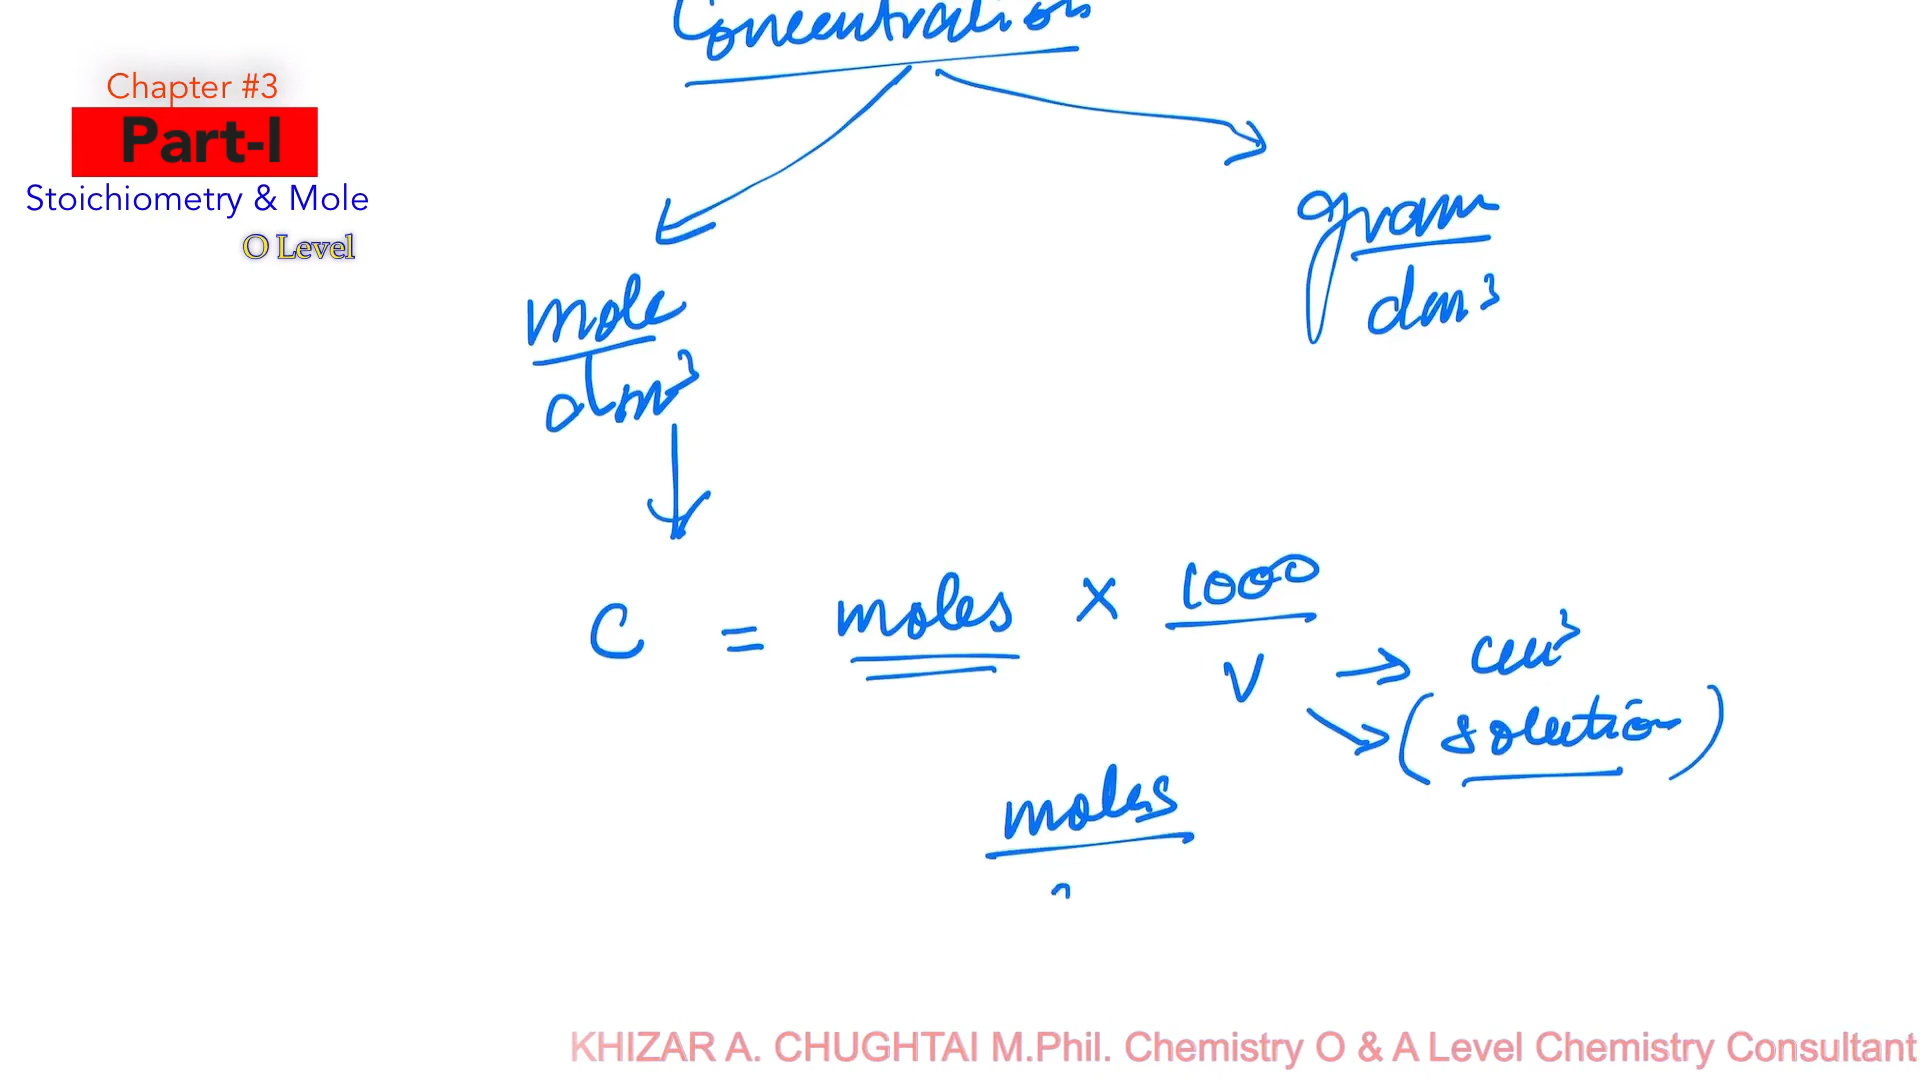 Concentration
Chapter #3
Part-I
Stoichiometry & Mole
O Level
gram
dm³
mole
dm³
C = moles × 1000
V → cm³
→ (solution)
moles
KHIZAR A. CHUGHTAI M.Phil. Chemistry O & A Level Chemistry Consultant